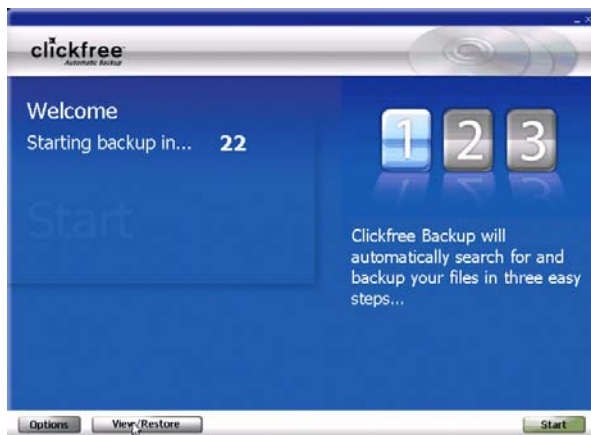 clickfree
Automatic Backup
Welcome
Starting backup in... 22
Start
1 2 3
Clickfree Backup will
automatically search for and
backup your files in three easy
steps...
Options View/Restore Start